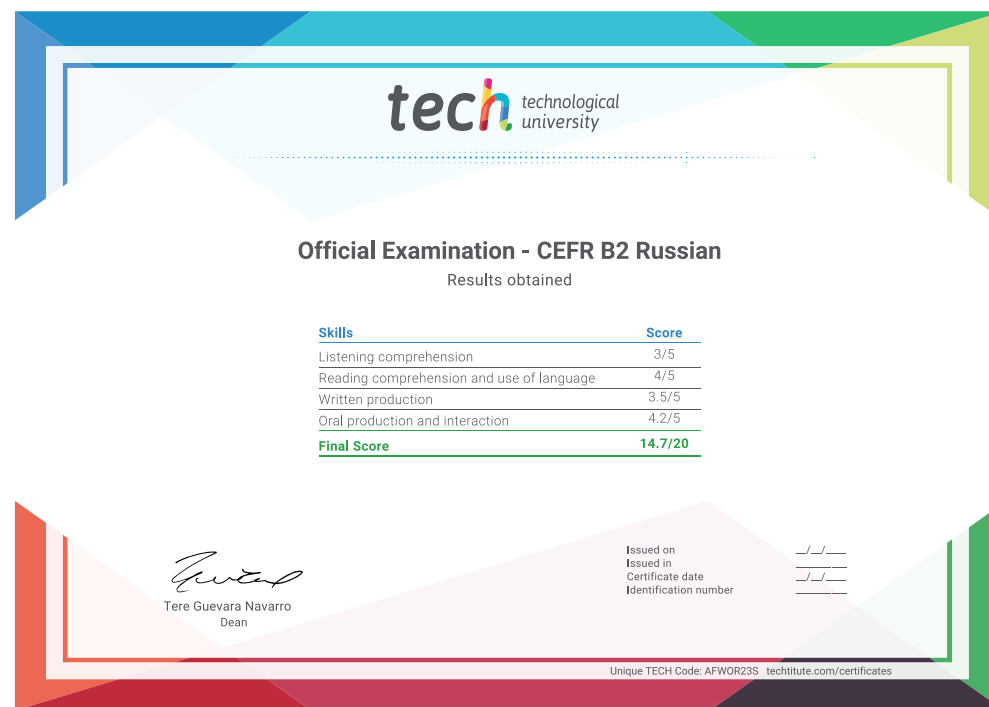 tech technological
university
Official Examination - CEFR B2 Russian
Results obtained
Skills Score
Listening comprehension 3/5
Reading comprehension and use of language 4/5
Written production 3.5/5
Oral production and interaction 4.2/5
Final Score 14.7/20
Issued on __/__/____
Issued in ________
Certificate date __/__/____
Identification number ________
Tere Guevara Navarro
Dean
Unique TECH Code: AFWOR23S techtitute.com/certificates